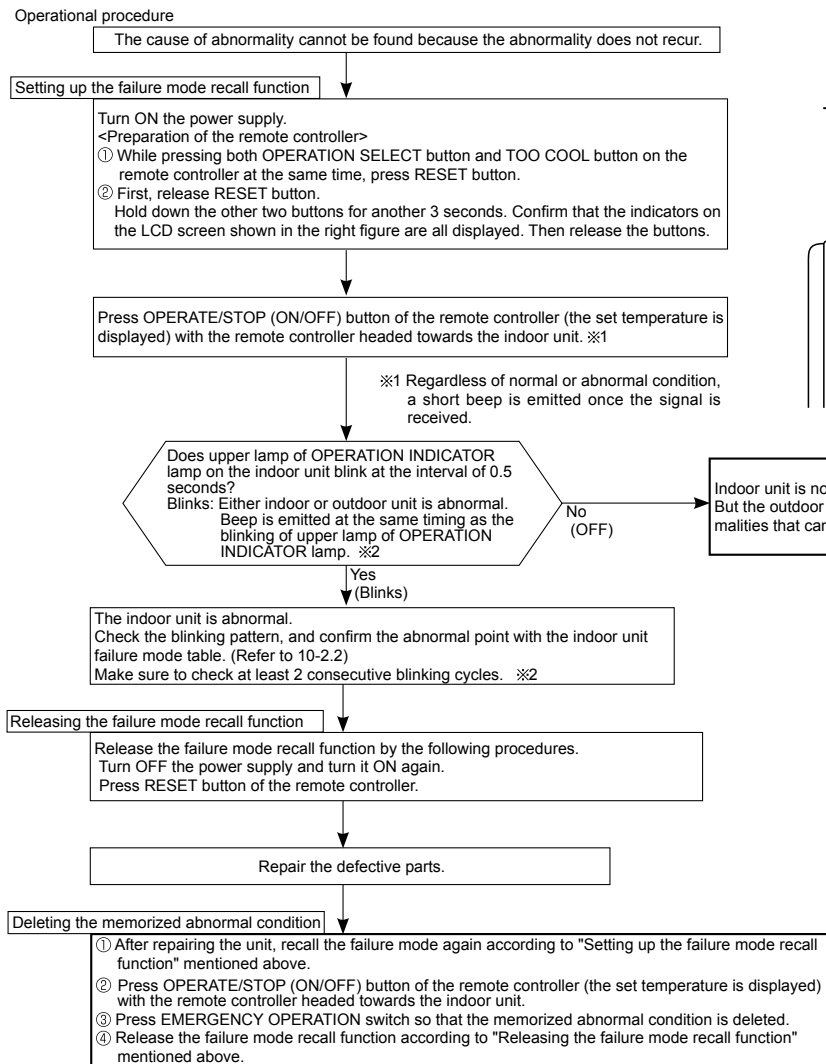 Operational procedure
The cause of abnormality cannot be found because the abnormality does not recur.
Setting up the failure mode recall function
Turn ON the power supply.
<Preparation of the remote controller>
① While pressing both OPERATION SELECT button and TOO COOL button on the
remote controller at the same time, press RESET button.
② First, release RESET button.
Hold down the other two buttons for another 3 seconds. Confirm that the indicators on
the LCD screen shown in the right figure are all displayed. Then release the buttons.
Press OPERATE/STOP (ON/OFF) button of the remote controller (the set temperature is
displayed) with the remote controller headed towards the indoor unit. ※1
※1 Regardless of normal or abnormal condition,
a short beep is emitted once the signal is
received.
Does upper lamp of OPERATION INDICATOR
lamp on the indoor unit blink at the interval of 0.5
seconds?
Blinks: Either indoor or outdoor unit is abnormal.
Beep is emitted at the same timing as the
blinking of upper lamp of OPERATION
INDICATOR lamp. ※2
No
(OFF)
Indoor unit is no
But the outdoor
malities that can
Yes
(Blinks)
The indoor unit is abnormal.
Check the blinking pattern, and confirm the abnormal point with the indoor unit
failure mode table. (Refer to 10-2.2)
Make sure to check at least 2 consecutive blinking cycles. ※2
Releasing the failure mode recall function
Release the failure mode recall function by the following procedures.
Turn OFF the power supply and turn it ON again.
Press RESET button of the remote controller.
Repair the defective parts.
Deleting the memorized abnormal condition
① After repairing the unit, recall the failure mode again according to "Setting up the failure mode recall
function" mentioned above.
② Press OPERATE/STOP (ON/OFF) button of the remote controller (the set temperature is displayed)
with the remote controller headed towards the indoor unit.
③ Press EMERGENCY OPERATION switch so that the memorized abnormal condition is deleted.
④ Release the failure mode recall function according to "Releasing the failure mode recall function"
mentioned above.